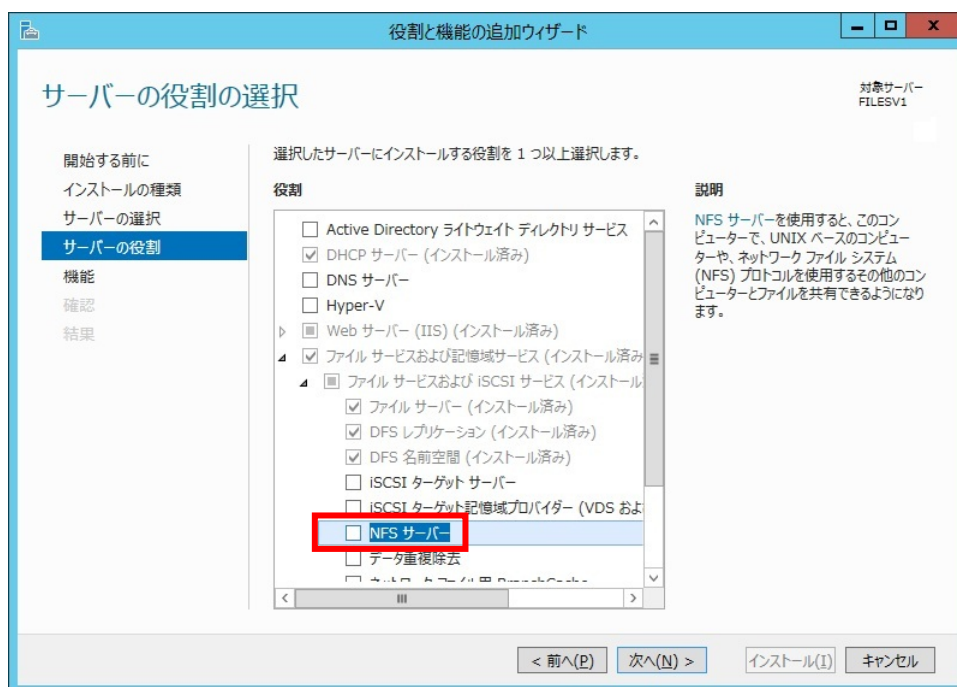 役割と機能の追加ウィザード
サーバーの役割の選択
対象サーバー
FILESV1
開始する前に
インストールの種類
サーバーの選択
サーバーの役割
機能
確認
結果
選択したサーバーにインストールする役割を 1 つ以上選択します。
役割
Active Directory ライトウェイト ディレクトリ サービス
DHCP サーバー (インストール済み)
DNS サーバー
Hyper-V
Web サーバー (IIS) (インストール済み)
ファイル サービスおよび記憶域サービス (インストール済み
ファイル サービスおよび iSCSI サービス (インストール
ファイル サーバー (インストール済み)
DFS レプリケーション (インストール済み)
DFS 名前空間 (インストール済み)
iSCSI ターゲット サーバー
iSCSI ターゲット記憶域プロバイダー (VDS およ
NFS サーバー
データ重複除去
ネットワーク ファイル用 BranchCache
説明
NFS サーバーを使用すると、このコン
ピューターで、UNIX ベースのコンピュー
ターや、ネットワーク ファイル システム
(NFS) プロトコルを使用するその他のコン
ピューターとファイルを共有できるようになり
ます。
< 前へ(P)
次へ(N) >
インストール(I)
キャンセル